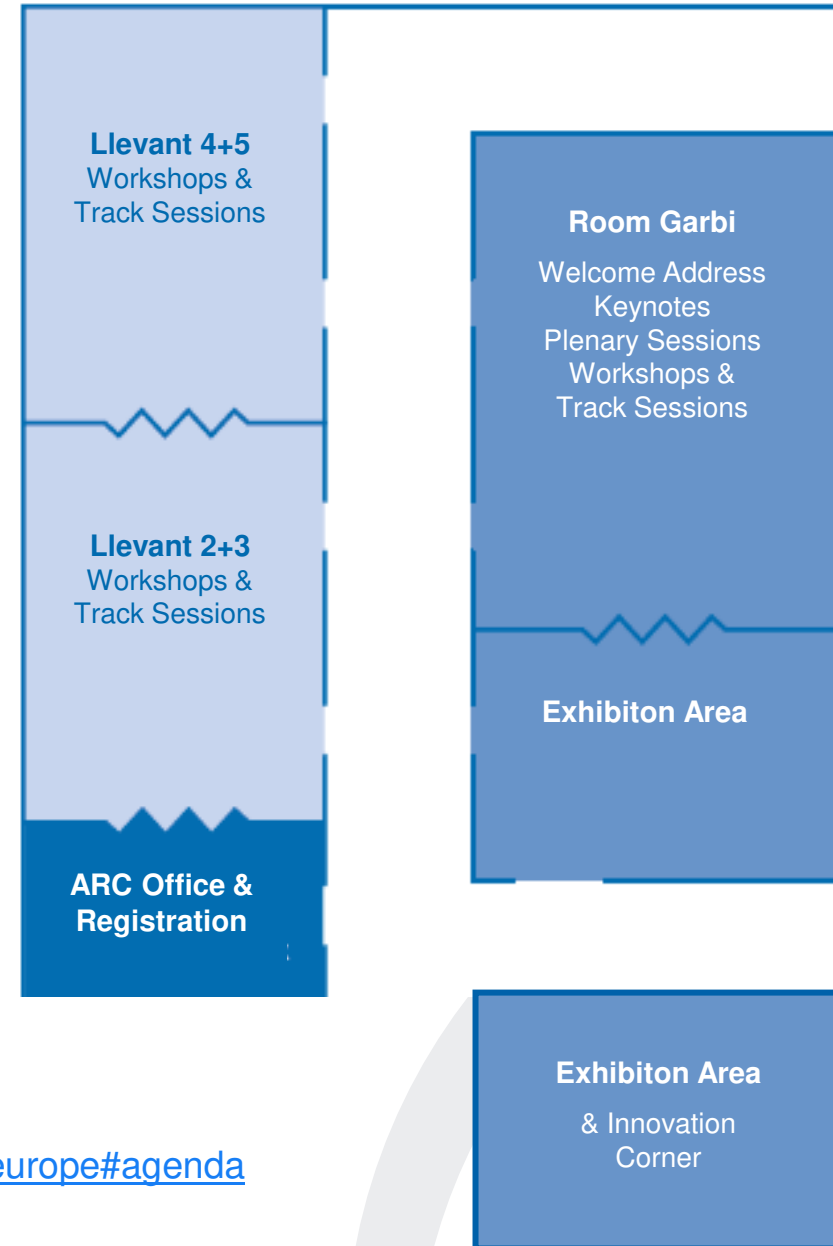 Llevant 4+5
Workshops &
Track Sessions
Llevant 2+3
Workshops &
Track Sessions
ARC Office &
Registration
Room Garbi
Welcome Address
Keynotes
Plenary Sessions
Workshops &
Track Sessions
Exhibiton Area
Exhibiton Area
& Innovation
Corner
europe#agenda